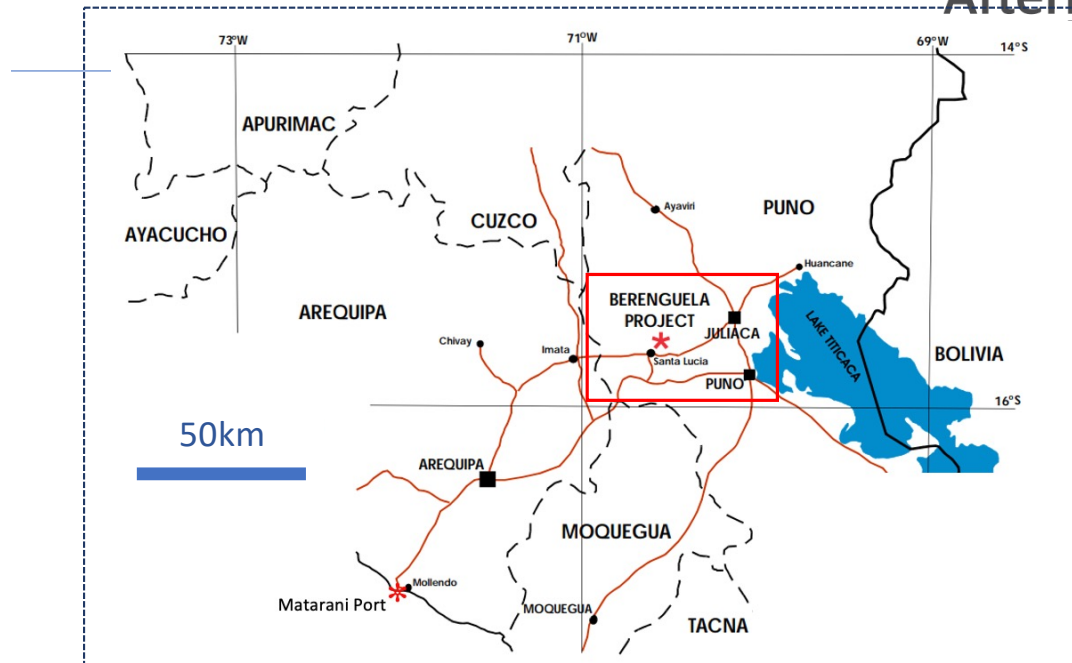 73°W
71°W
69°W
14°S
APURIMAC
AYACUCHO
CUZCO
Ayaviri
PUNO
Huancane
AREQUIPA
BERENGUELA
PROJECT
JULIACA
LAKE TITICACA
Chivay
Imata
Santa Lucia
BOLIVIA
PUNO
16°S
50km
AREQUIPA
MOQUEGUA
Mollendo
Matarani Port
MOQUEGUA
TACNA